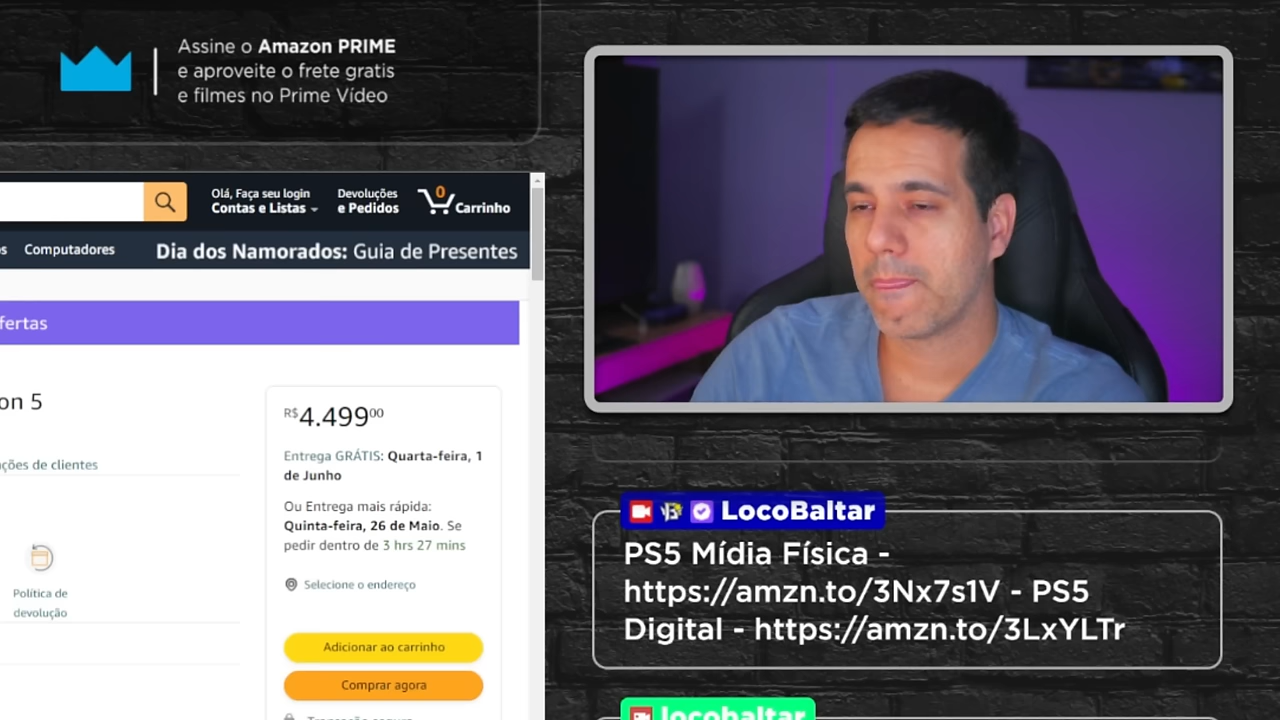 Assine o Amazon PRIME
e aproveite o frete gratis
e filmes no Prime Vídeo
Olá, Faça seu login
Contas e Listas
Devoluções
e Pedidos
0
Carrinho
Computadores
Dia dos Namorados: Guia de Presentes
fertas
on 5
R$4.49900
ções de clientes
Entrega GRÁTIS: Quarta-feira, 1
de Junho
Ou Entrega mais rápida:
Quinta-feira, 26 de Maio. Se
pedir dentro de 3 hrs 27 mins
Selecione o endereço
Política de
devolução
Adicionar ao carrinho
Comprar agora
Transação segura
LocoBaltar
PS5 Mídia Física -
https://amzn.to/3Nx7s1V - PS5
Digital - https://amzn.to/3LxYLTr
locobaltar